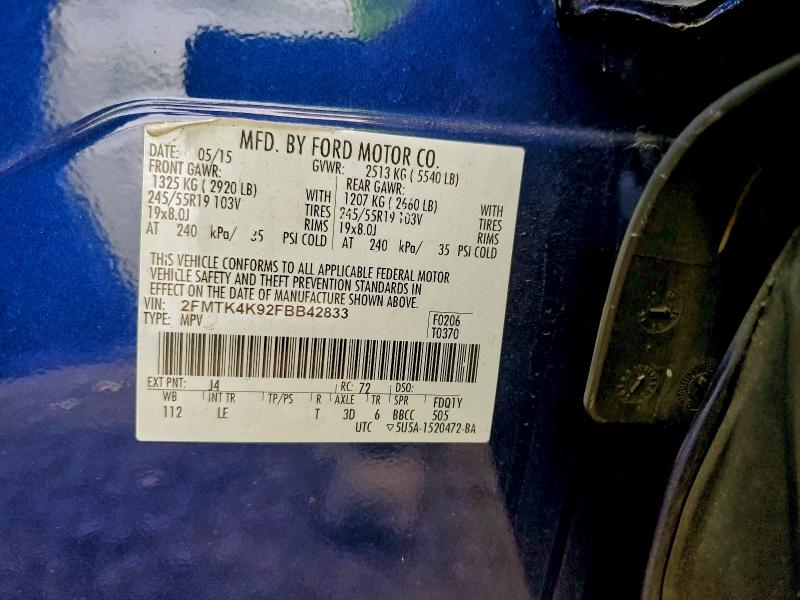 MFD. BY FORD MOTOR CO.
DATE: 05/15 GVWR: 2513 KG ( 5540 LB)
FRONT GAWR: REAR GAWR:
1325 KG ( 2920 LB) WITH 1207 KG ( 2660 LB) WITH
245/55R19 103V TIRES 245/55R19 103V TIRES
19x8.0J RIMS 19x8.0J RIMS
AT 240 kPa/ 35 PSI COLD AT 240 kPa/ 35 PSI COLD
THIS VEHICLE CONFORMS TO ALL APPLICABLE FEDERAL MOTOR
VEHICLE SAFETY AND THEFT PREVENTION STANDARDS IN
EFFECT ON THE DATE OF MANUFACTURE SHOWN ABOVE.
VIN: 2FMTK4K92FBB42833 F0206
TYPE: MPV T0370
EXT PNT: J4 RC: 72 DSO:
WB INT TR TP/PS R AXLE TR SPR FDQ1Y
112 LE T 3D 6 BBCC 505
UTC ▽5U5A-1520472-BA